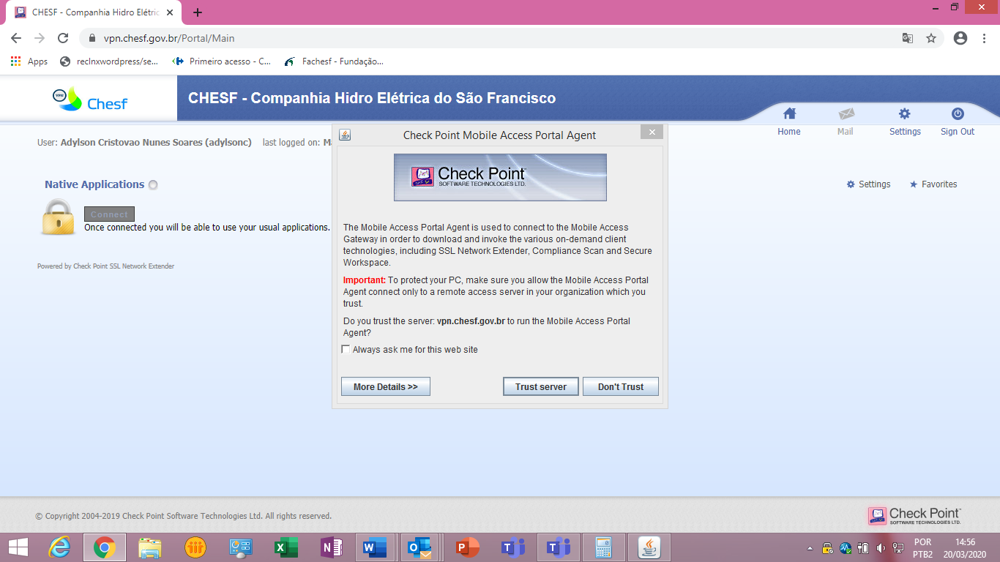 CHESF - Companhia Hidro Elétric
vpn.chesf.gov.br/Portal/Main
Apps
reclnxwordpress/se...
Primeiro acesso - C...
Fachesf - Fundação...
VPN
Chesf
CHESF - Companhia Hidro Elétrica do São Francisco
Home
Mail
Settings
Sign Out
User: Adylson Cristovao Nunes Soares (adylsonc) last logged on:
Native Applications
Settings
Favorites
Connect
Once connected you will be able to use your usual applications.
Powered by Check Point SSL Network Extender
Check Point Mobile Access Portal Agent
Check Point
SOFTWARE TECHNOLOGIES LTD.
The Mobile Access Portal Agent is used to connect to the Mobile Access
Gateway in order to download and invoke the various on-demand client
technologies, including SSL Network Extender, Compliance Scan and Secure
Workspace.
Important: To protect your PC, make sure you allow the Mobile Access Portal
Agent connect only to a remote access server in your organization which you
trust.
Do you trust the server: vpn.chesf.gov.br to run the Mobile Access Portal
Agent?
Always ask me for this web site
More Details >>
Trust server
Don't Trust
© Copyright 2004-2019 Check Point Software Technologies Ltd. All rights reserved.
Check Point
SOFTWARE TECHNOLOGIES LTD.
POR
PTB2
14:56
20/03/2020